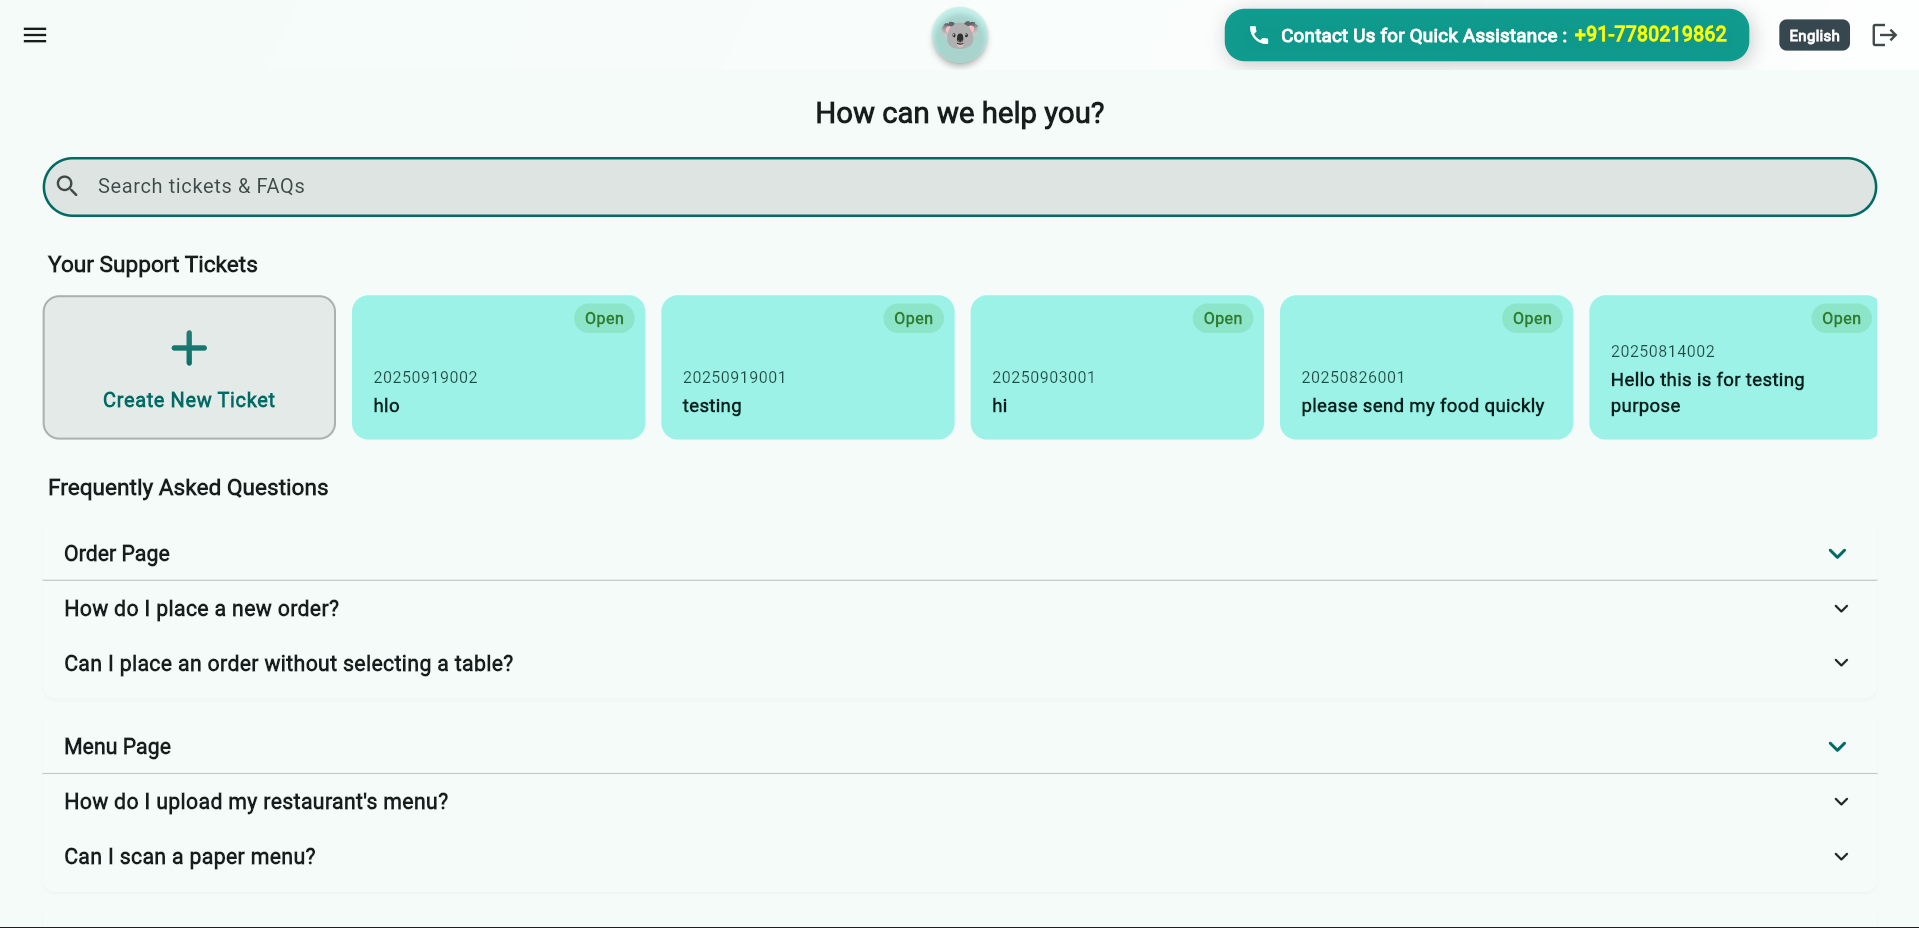 Contact Us for Quick Assistance : +91-7780219862
English
How can we help you?
Search tickets & FAQs
Your Support Tickets
Create New Ticket
Open
20250919002
hlo
Open
20250919001
testing
Open
20250903001
hi
Open
20250826001
please send my food quickly
Open
20250814002
Hello this is for testing
purpose
Frequently Asked Questions
Order Page
How do I place a new order?
Can I place an order without selecting a table?
Menu Page
How do I upload my restaurant's menu?
Can I scan a paper menu?